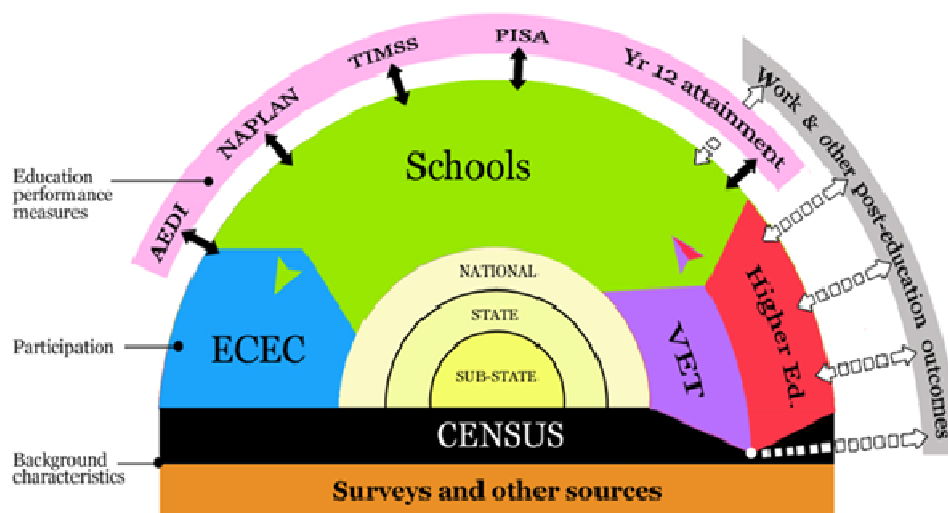 PISA
TIMSS
Yr 12 attainment
NAPLAN
Work & other post-education outcomes
AEDI
Education
performance
measures
Schools
NATIONAL
STATE
SUB-STATE
ECEC
VET
Higher Ed.
Participation
CENSUS
Background
characteristics
Surveys and other sources